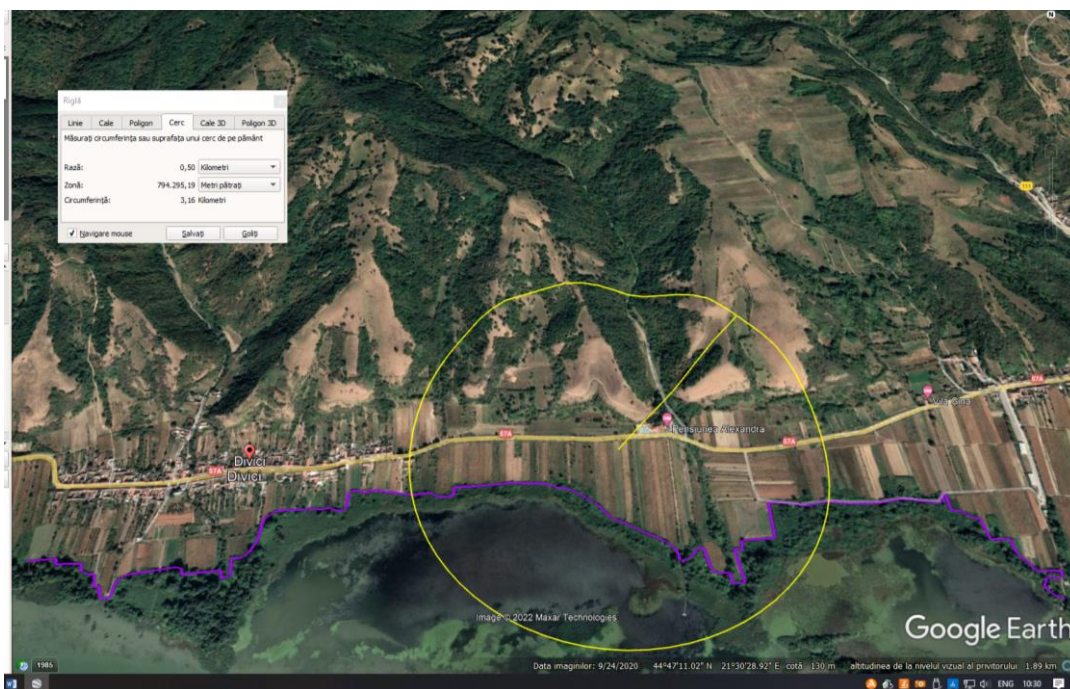 Riglă
Linie Cale Poligon Cerc Cale 3D Poligon 3D
Măsurați circumferința sau suprafața unui cerc de pe pământ
Rază: 0,50 Kilometri
Zonă: 794.295,19 Metri pătrați
Circumferință: 3,16 Kilometri
Navigare mouse Salvați Goliți
N
111
57A
Vila Gia
57A
Pensiunea Alexandra
57A
Divici
57A
Divici
Image © 2022 Maxar Technologies
Google Earth
1985
Data imaginilor: 9/24/2020 44°47'11.02" N 21°30'28.92" E cotă 130 m altitudinea de la nivelul vizual al privitorului 1.89 km
ENG 10:30